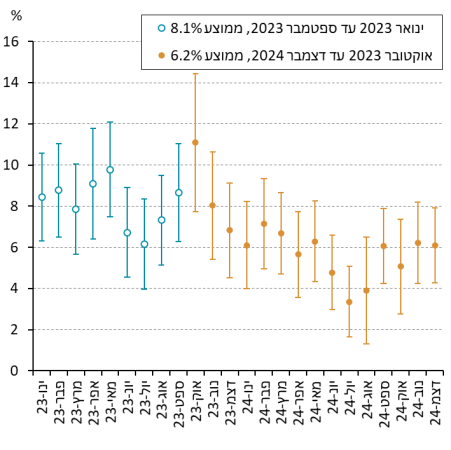 %
ינואר 2023 עד ספטמבר 2023, ממוצע 8.1%
אוקטובר 2023 עד דצמבר 2024, ממוצע 6.2%
16
14
12
10
8
6
4
2
0
ינו-23
פבר-23
מרץ-23
אפר-23
מאי-23
יונ-23
יול-23
אוג-23
ספט-23
אוק-23
נוב-23
דצמ-23
ינו-24
פבר-24
מרץ-24
אפר-24
מאי-24
יונ-24
יול-24
אוג-24
ספט-24
אוק-24
נוב-24
דצמ-24